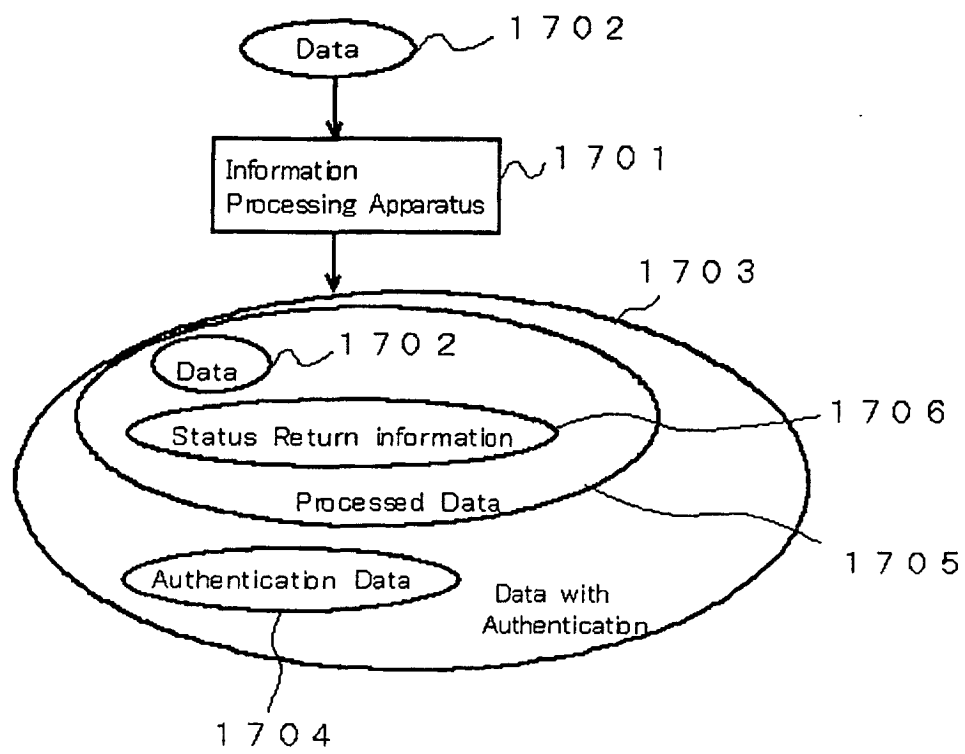 Data
１７０２
Information
Processing Apparatus
１７０１
１７０３
Data
１７０２
Status Return information
１７０６
Processed Data
１７０５
Authentication Data
Data with
Authentication
１７０４